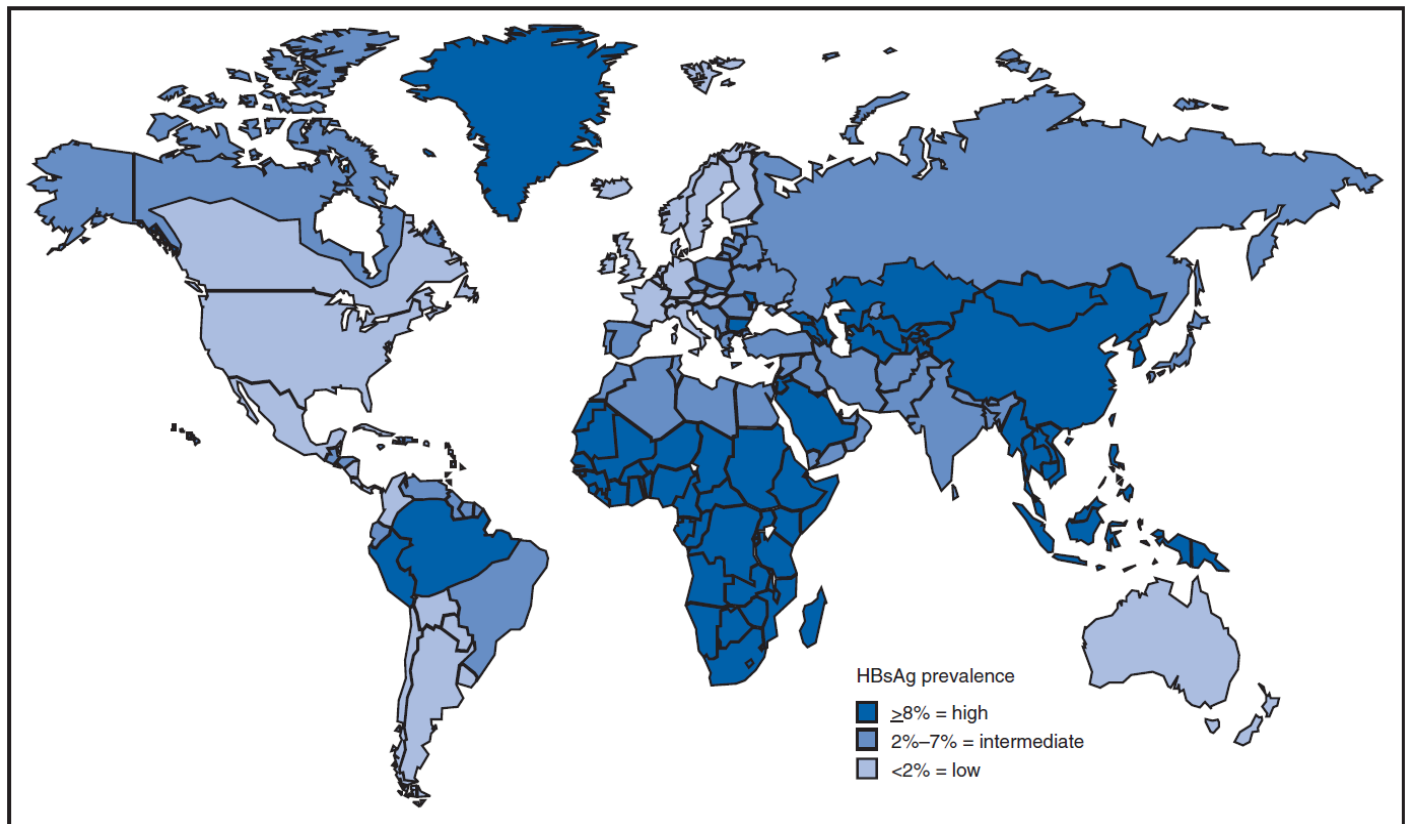 HBsAg prevalence
≥8% = high
2%–7% = intermediate
<2% = low